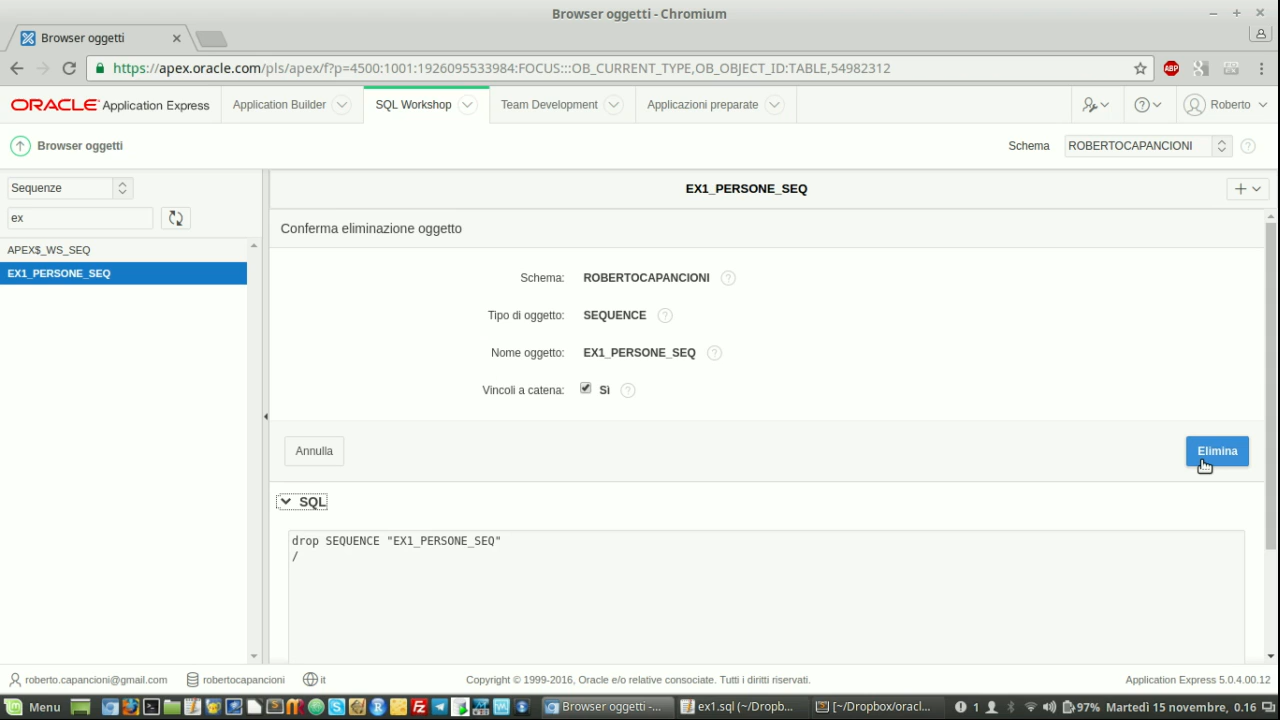 Browser oggetti - Chromium
Browser oggetti
https://apex.oracle.com/pls/apex/f?p=4500:1001:1926095533984:FOCUS:::OB_CURRENT_TYPE,OB_OBJECT_ID:TABLE,54982312
ABP
ORACLE Application Express
Application Builder
SQL Workshop
Team Development
Applicazioni preparate
Roberto
Browser oggetti
Schema
ROBERTOCAPANCIONI
Sequenze
ex
APEX$_WS_SEQ
EX1_PERSONE_SEQ
EX1_PERSONE_SEQ
Conferma eliminazione oggetto
Schema: ROBERTOCAPANCIONI
Tipo di oggetto: SEQUENCE
Nome oggetto: EX1_PERSONE_SEQ
Vincoli a catena: Sì
Annulla
Elimina
SQL
drop SEQUENCE "EX1_PERSONE_SEQ"
/
roberto.capancioni@gmail.com
robertocapancioni
it
Copyright © 1999-2016, Oracle e/o relative consociate. Tutti i diritti riservati.
Application Express 5.0.4.00.12
Menu
Browser oggetti -...
ex1.sql (~/Dropb...
[~/Dropbox/oracl...
1
97%
Martedì 15 novembre, 0.16